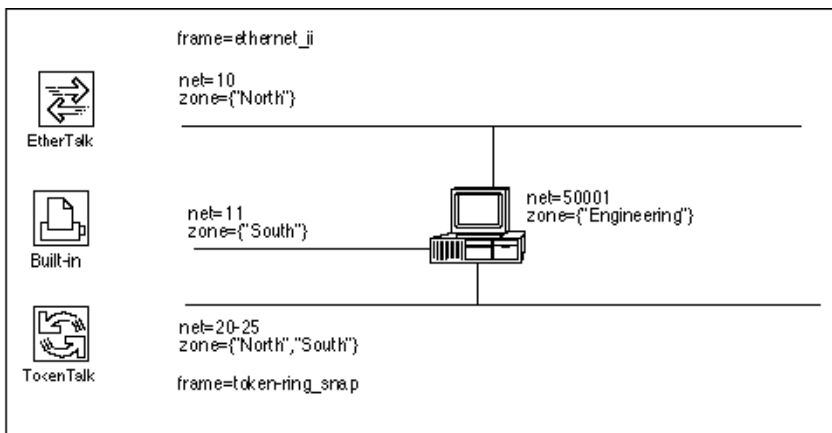 frame=ethernet_ii
net=10
zone={"North"}
EtherTalk
net=50001
zone={"Engineering"}
net=11
zone={"South"}
Built-in
net=20-25
zone={"North","South"}
TokenTalk
frame=token-ring_snap